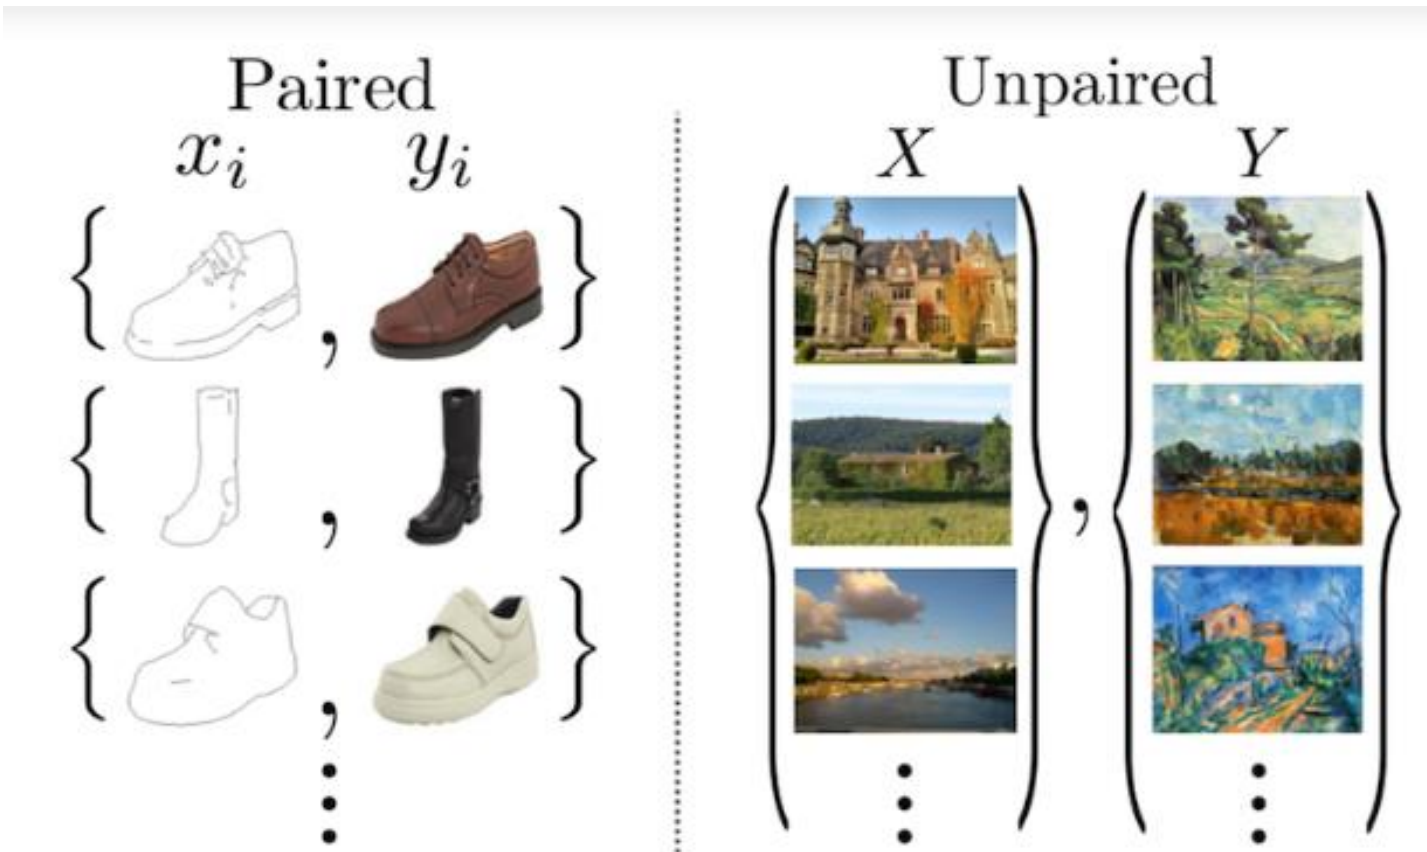 Paired
x_i y_i
{ , }
{ , }
{ , }
⋮
Unpaired
X Y
{ ⋮ } , { ⋮ }